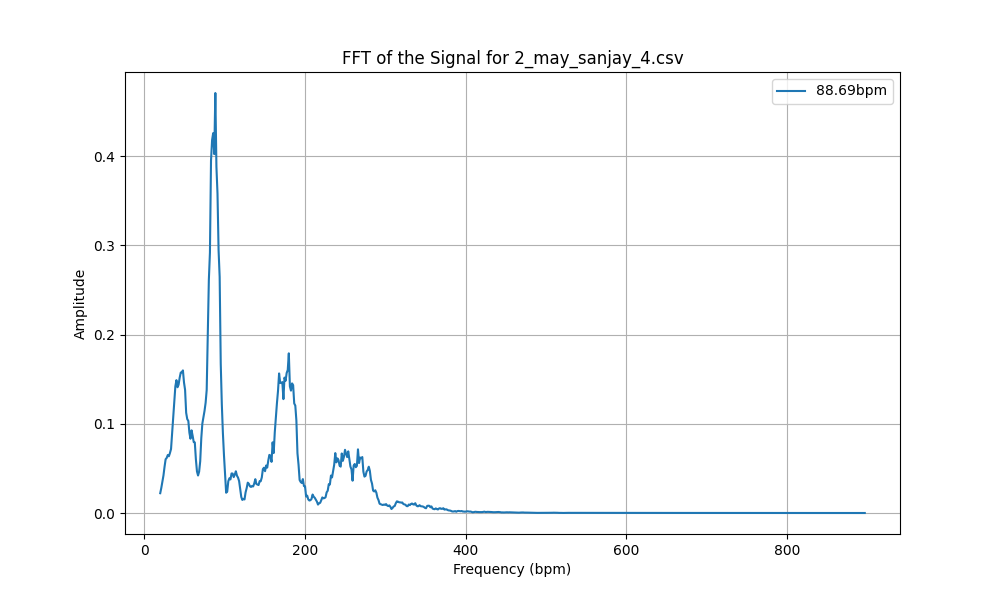 FFT of the Signal for 2_may_sanjay_4.csv
88.69bpm
Amplitude
0.4
0.3
0.2
0.1
0.0
0 200 400 600 800
Frequency (bpm)